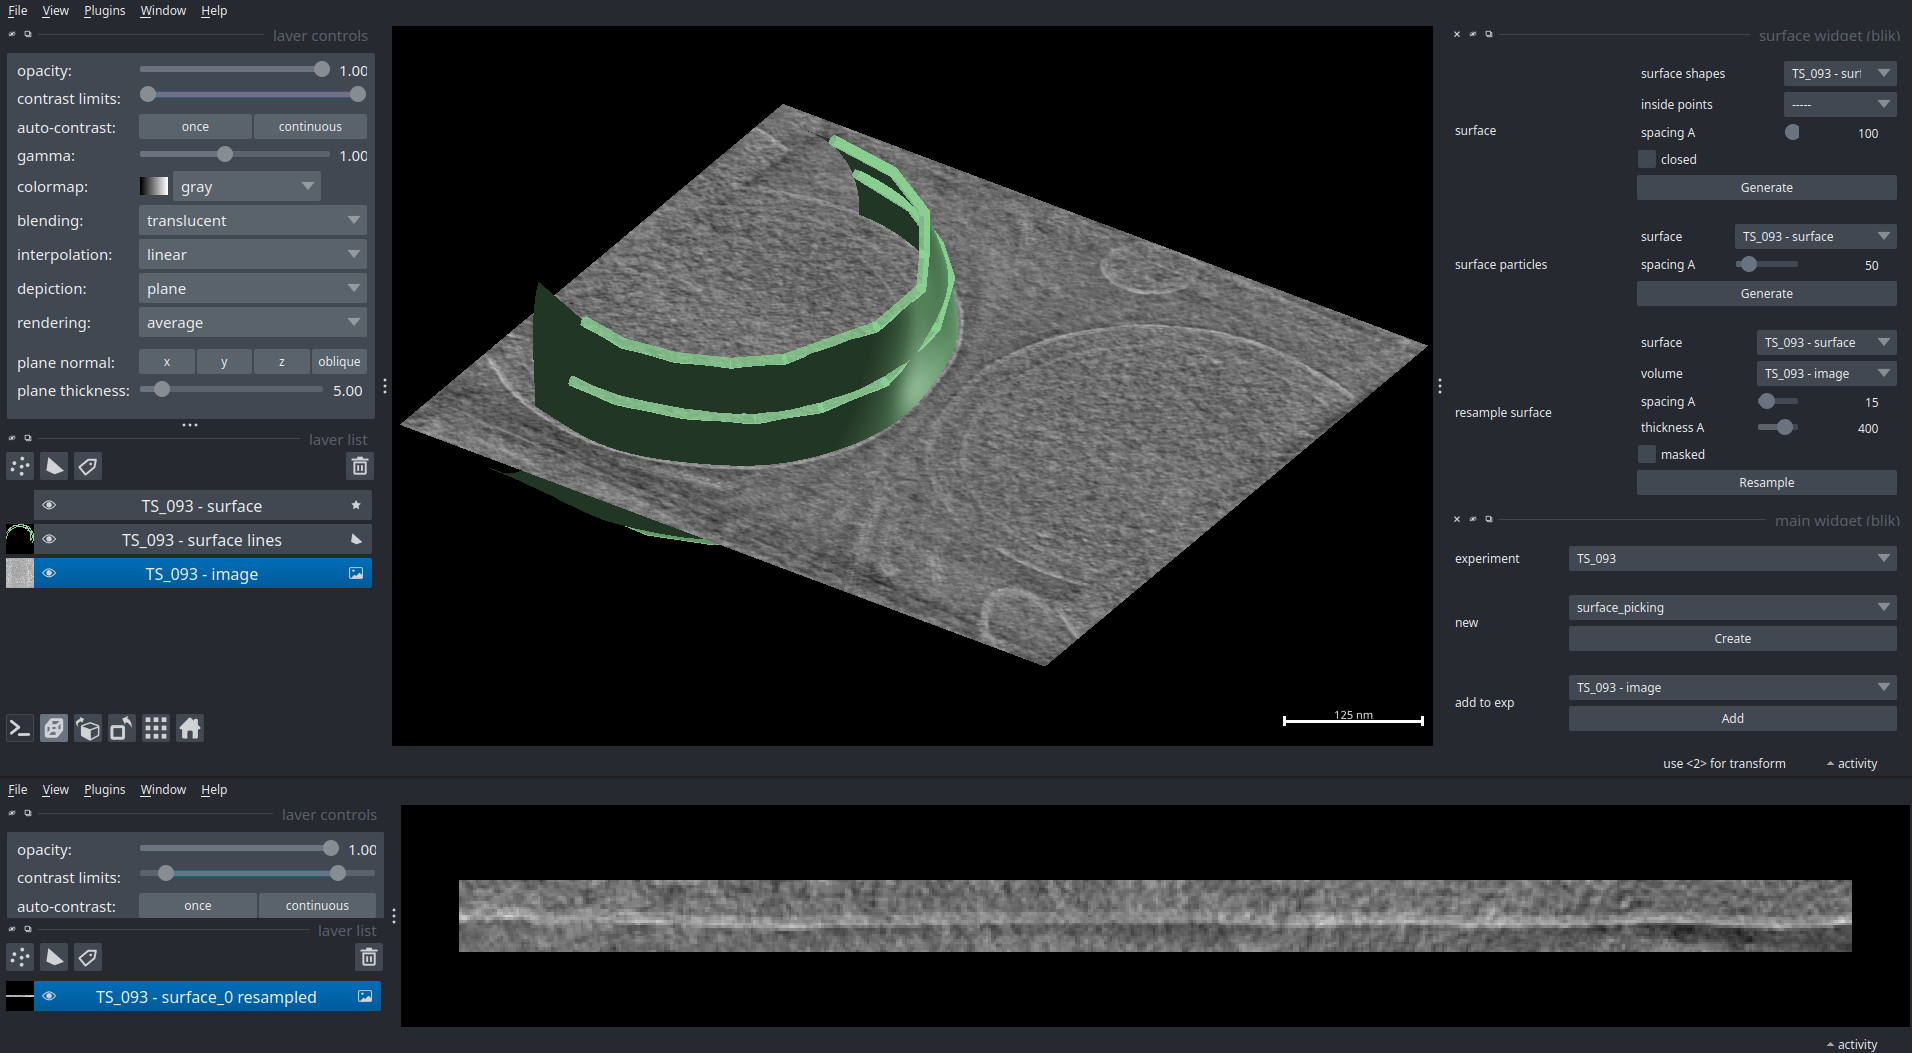 File View Plugins Window Help
layer controls
opacity: 1.00
contrast limits:
auto-contrast: once continuous
gamma: 1.00
colormap: gray
blending: translucent
interpolation: linear
depiction: plane
rendering: average
plane normal: x y z oblique
plane thickness: 5.00
layer list
TS_093 - surface
TS_093 - surface lines
TS_093 - image
125 nm
surface widget (blik)
surface
surface shapes TS_093 - sur
inside points -----
spacing A 100
closed
Generate
surface particles
surface TS_093 - surface
spacing A 50
Generate
resample surface
surface TS_093 - surface
volume TS_093 - image
spacing A 15
thickness A 400
masked
Resample
main widget (blik)
experiment TS_093
new surface_picking
Create
add to exp TS_093 - image
Add
use <2> for transform activity
File View Plugins Window Help
layer controls
opacity: 1.00
contrast limits:
auto-contrast: once continuous
layer list
TS_093 - surface_0 resampled
activity